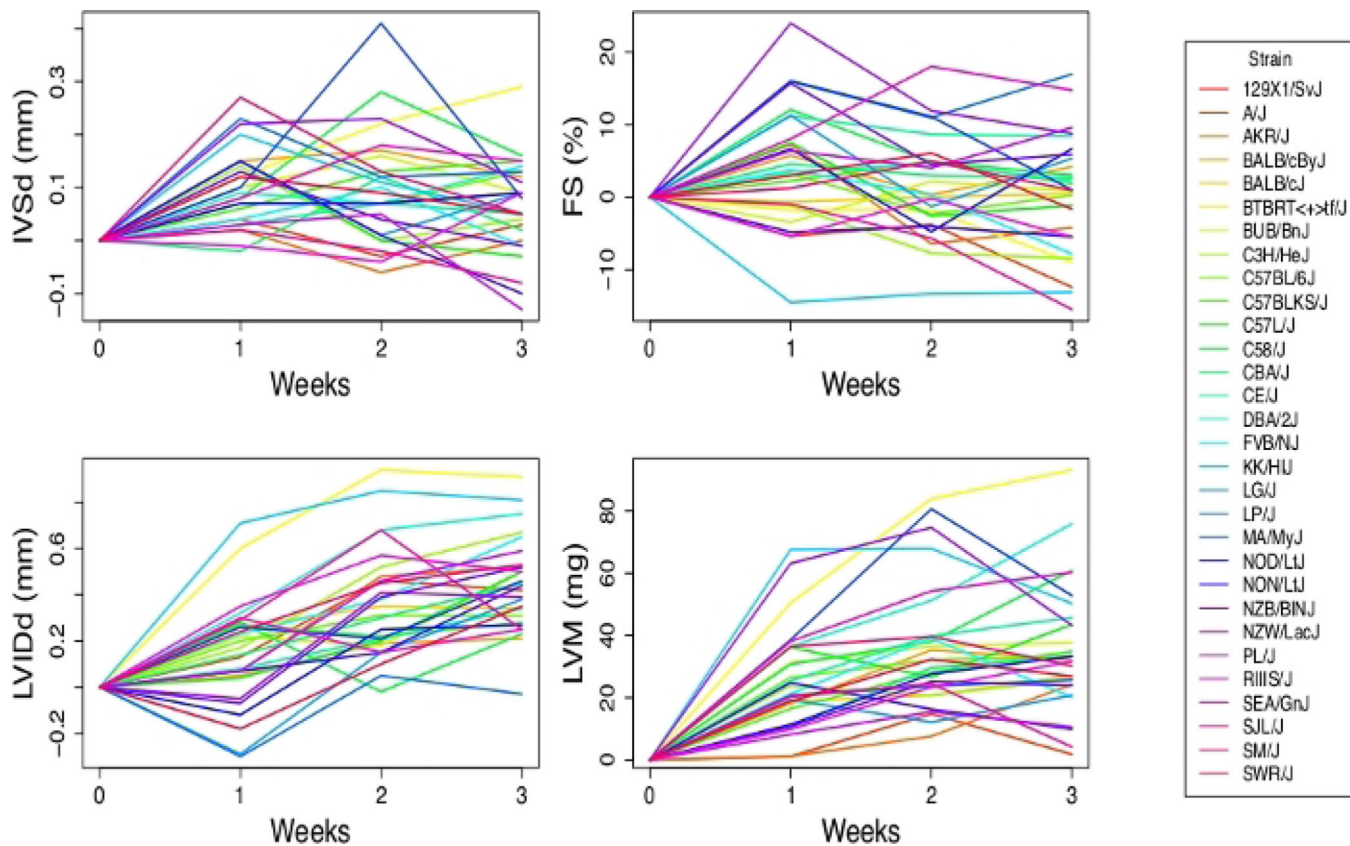 IVSd (mm)
0.3
0.1
−0.1
0 1 2 3
Weeks
FS (%)
20
10
0
−10
0 1 2 3
Weeks
LVIDd (mm)
0.6
0.2
−0.2
0 1 2 3
Weeks
LVM (mg)
80
60
40
20
0
0 1 2 3
Weeks
Strain
129X1/SvJ
A/J
AKR/J
BALB/cByJ
BALB/cJ
BTBRT<+>tf/J
BUB/BnJ
C3H/HeJ
C57BL/6J
C57BLKS/J
C57L/J
C58/J
CBA/J
CE/J
DBA/2J
FVB/NJ
KK/HlJ
LG/J
LP/J
MA/MyJ
NOD/LtJ
NON/LtJ
NZB/BINJ
NZW/LacJ
PL/J
RIIIS/J
SEA/GnJ
SJL/J
SM/J
SWR/J